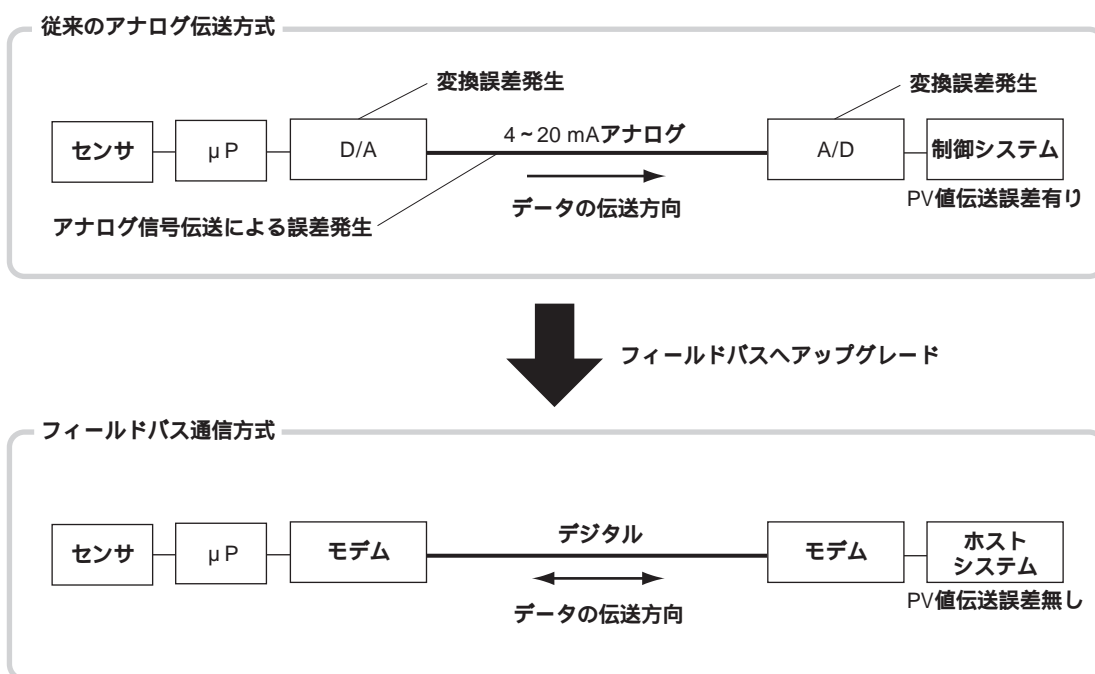 従来のアナログ伝送方式
変換誤差発生
変換誤差発生
センサ
μP
D/A
4~20 mAアナログ
A/D
制御システム
データの伝送方向
PV値伝送誤差有り
アナログ信号伝送による誤差発生
フィールドバスへアップグレード
フィールドバス通信方式
センサ
μP
モデム
デジタル
モデム
ホスト
システム
データの伝送方向
PV値伝送誤差無し